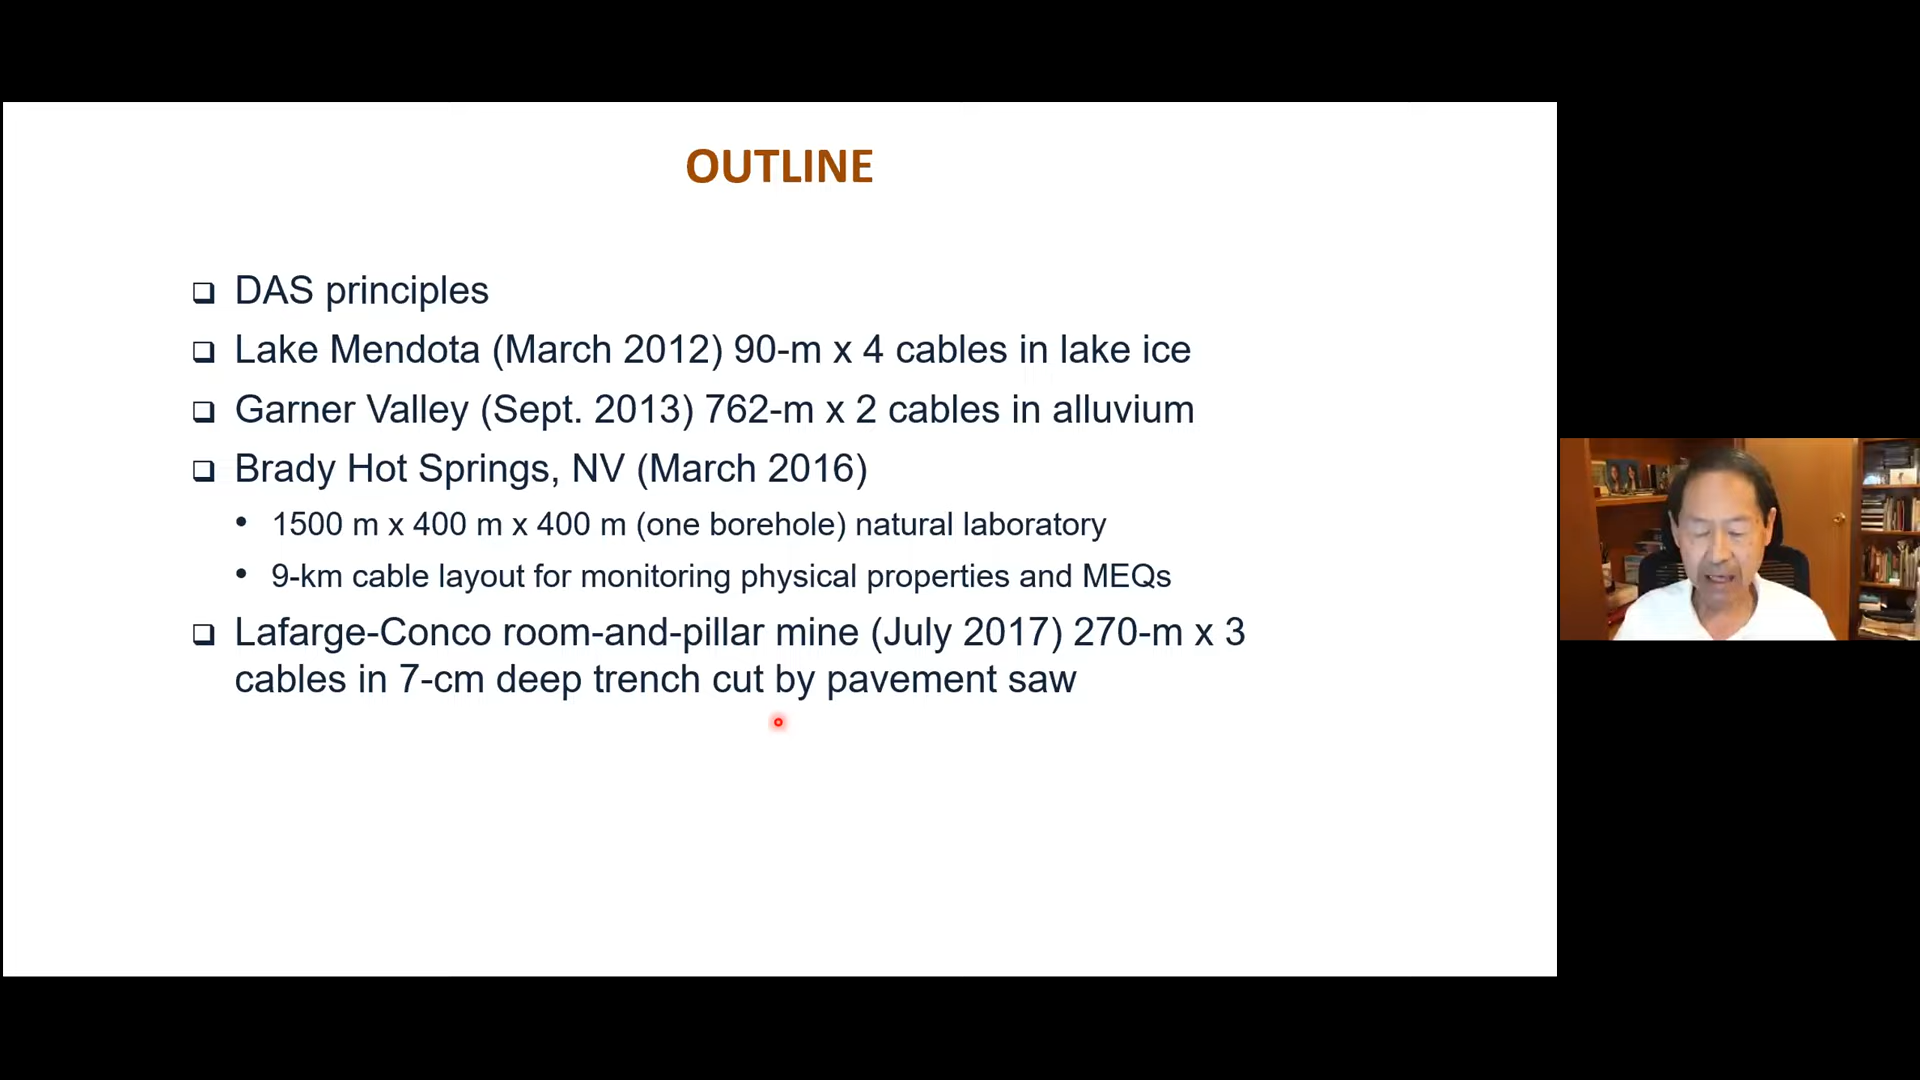 OUTLINE
DAS principles
Lake Mendota (March 2012) 90-m x 4 cables in lake ice
Garner Valley (Sept. 2013) 762-m x 2 cables in alluvium
Brady Hot Springs, NV (March 2016)
1500 m x 400 m x 400 m (one borehole) natural laboratory
9-km cable layout for monitoring physical properties and MEQs
Lafarge-Conco room-and-pillar mine (July 2017) 270-m x 3
cables in 7-cm deep trench cut by pavement saw